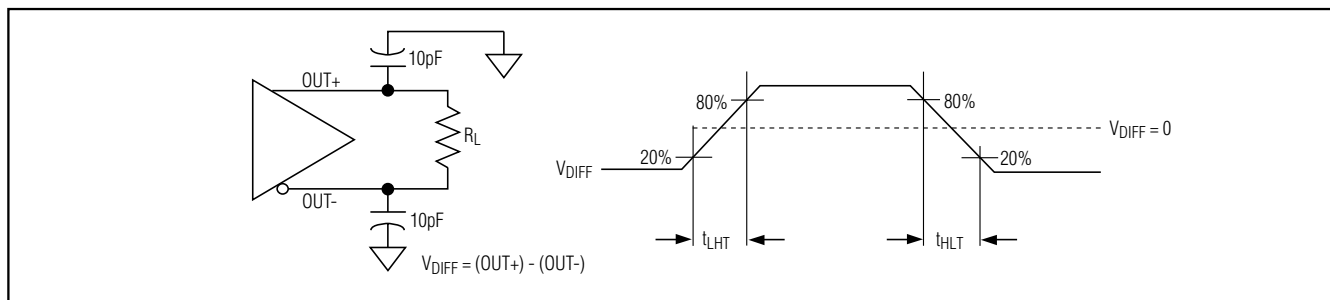 10pF
OUT+
R_L
OUT-
10pF
V_DIFF = (OUT+) - (OUT-)
80%
80%
V_DIFF = 0
20%
20%
V_DIFF
t_LHT
t_HLT